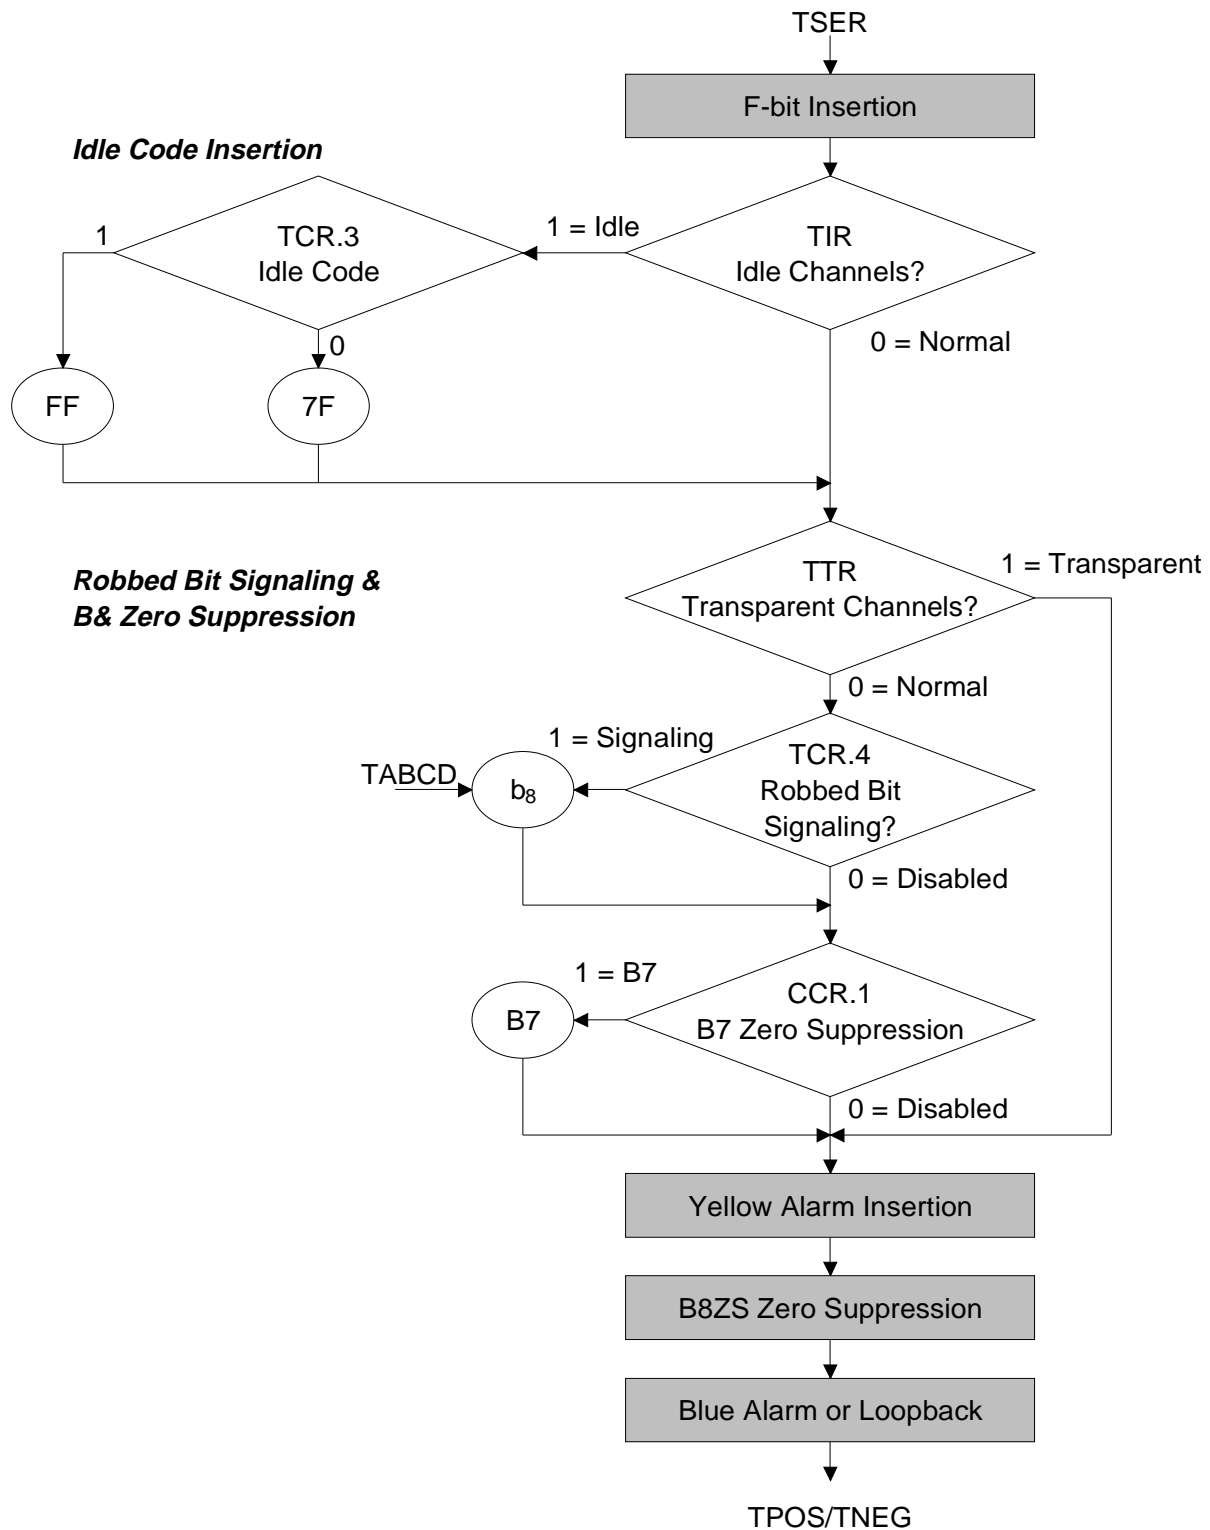 TSER
F-bit Insertion
Idle Code Insertion
1
TCR.3
Idle Code
1 = Idle
TIR
Idle Channels?
0
0 = Normal
FF
7F
Robbed Bit Signaling &
B& Zero Suppression
TTR
Transparent Channels?
1 = Transparent
0 = Normal
1 = Signaling
TABCD
b₈
TCR.4
Robbed Bit
Signaling?
0 = Disabled
1 = B7
B7
CCR.1
B7 Zero Suppression
0 = Disabled
Yellow Alarm Insertion
B8ZS Zero Suppression
Blue Alarm or Loopback
TPOS/TNEG